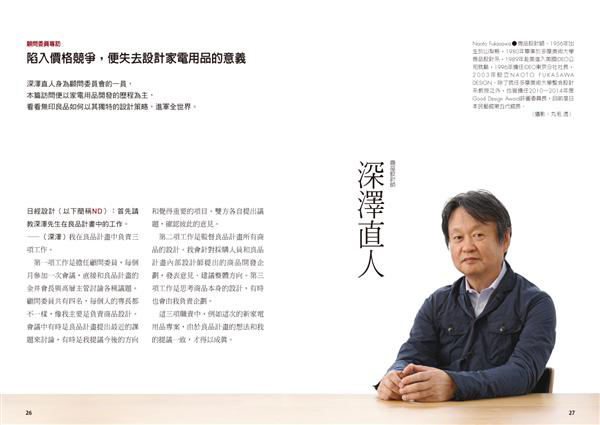 顧問委員專訪
陷入價格競爭，便失去設計家電用品的意義
深澤直人身為顧問委員會的一員，
本篇訪問便以家電用品開發的歷程為主，
看看無印良品如何以其獨特的設計策略，進軍全世界。
Naoto Fukasawa●商品設計師。1956年出
生於山梨縣，1980年畢業於多摩美術大學
商品設計系。1989年赴美進入美國IDEO公
司就職，1996年擔任IDEO東京分社社長，
2003年設立NAOTO FUKASAWA
DESIGN。除了就任多摩美術大學整合設計
系教授之外，也曾擔任2010—2014年度
Good Design Award評審委員長，目前是日
本民藝館第五代館長。
（攝影．丸毛 透）
商品設計師
深澤直人
日經設計（以下簡稱ND）：首先請
教深澤先生在良品計畫中的工作。
——（深澤）我在良品計畫中負責三
項工作。
第一項工作是擔任顧問委員，每個
月參加一次會議，直接和良品計畫的
金井會長與高層主管討論各種議題。
顧問委員共有四名，每個人的專長都
不一樣，像我主要是負責商品設計。
會議中有時是良品計畫提出最近的課
題來討論，有時是我提議今後的方向
和覺得重要的項目。雙方各自提出議
題，確認彼此的意見。
第二項工作是監督良品計畫所有商
品的設計。我會針對採購人員和良品
計畫內部設計師提出的商品開發企
劃，發表意見、建議整體方向。第三
項工作是思考商品本身的設計，有時
也會由我負責企劃。
這三項職責中，例如這次的新家電
用品專案，由於良品計畫的想法和我
的提議一致，才得以成真。
26
27